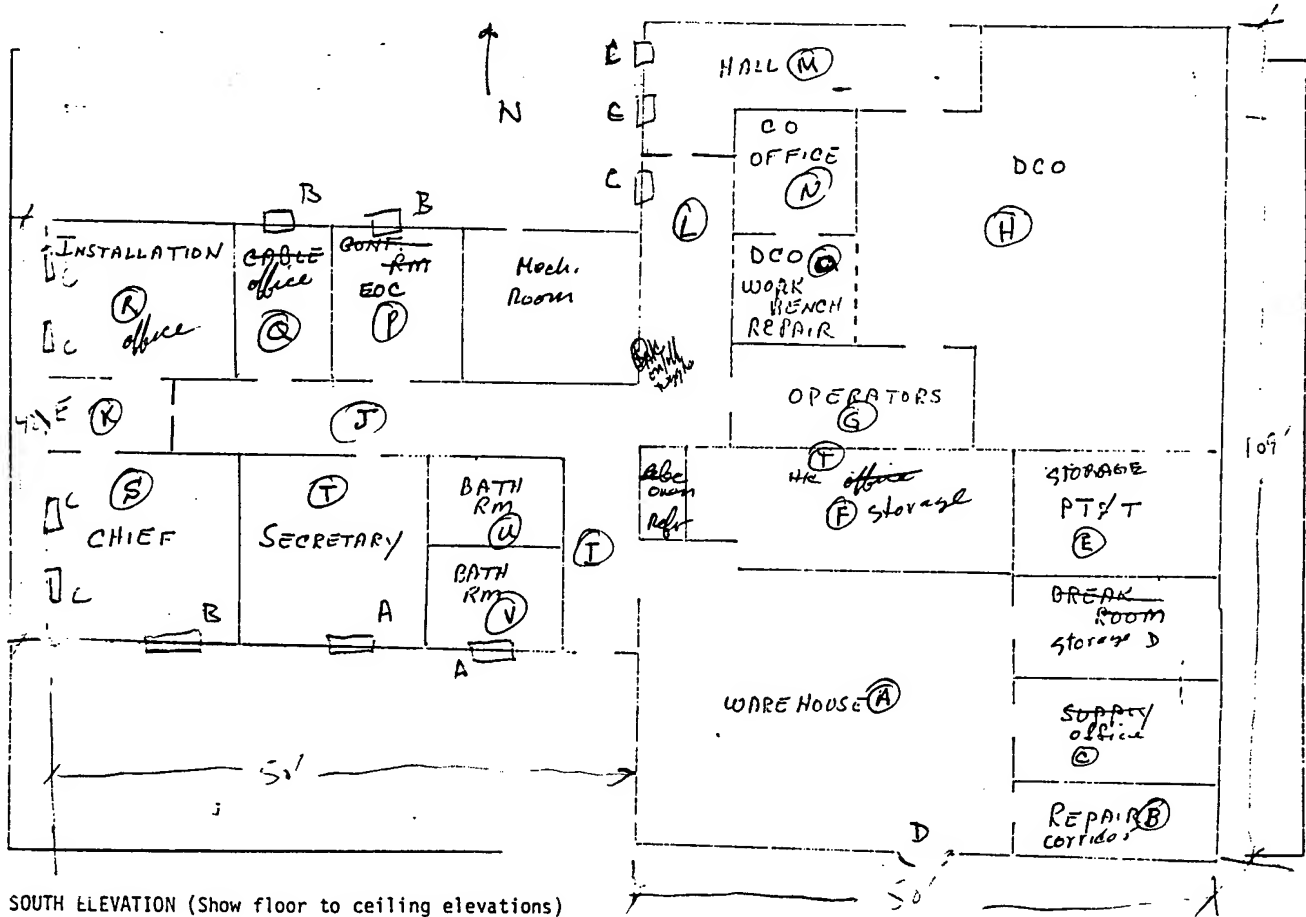 HALL M
N
C
CO
OFFICE
N
DCO
H
C
L
B
B
INSTALLATION
R
office
C
C
CABLE
office
Q
CONF.
RM
EOC
P
Mech.
Room
DCO
WORK
BENCH
REPAIR
OPERATORS
G
E
K
J
109'
S
CHIEF
C
C
B
T
SECRETARY
A
BATH
RM
U
BATH
RM
V
A
I
Refr
T
office
F storage
STORAGE
PT&T
E
BREAK
ROOM
storage D
WAREHOUSE A
SUPPLY
office
C
REPAIR B
corridor
D
50'
50'
SOUTH ELEVATION (Show floor to ceiling elevations)